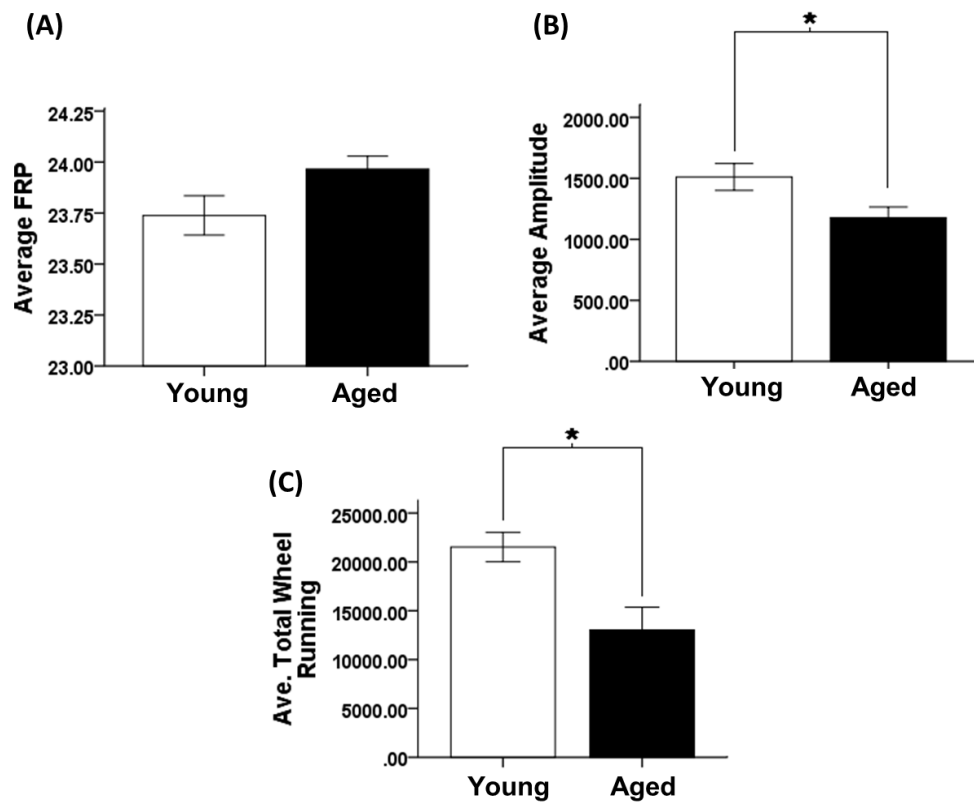 (A)
24.25
24.00
23.75
23.50
23.25
23.00
Average FRP
Young Aged
(B)
*
2000.00
1500.00
1000.00
500.00
.00
Average Amplitude
Young Aged
(C)
*
25000.00
20000.00
15000.00
10000.00
5000.00
.00
Ave. Total Wheel
Running
Young Aged